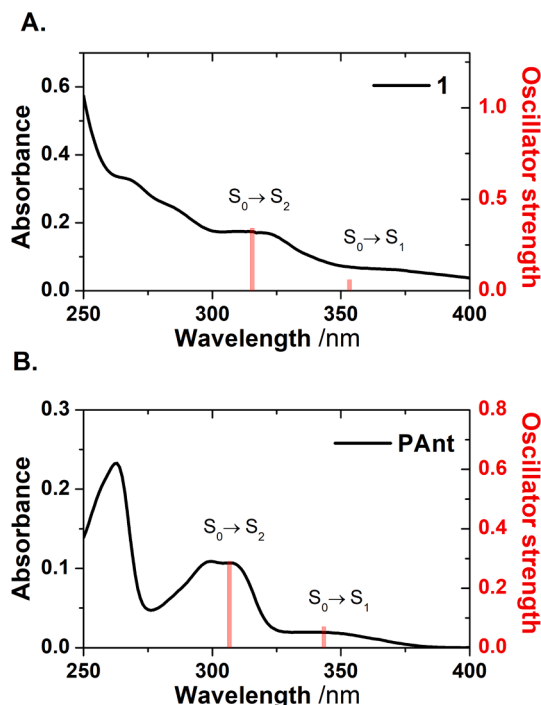 A.
1
0.6
0.4
0.2
0.0
Absorbance
1.0
0.5
0.0
Oscillator strength
S0→S2
S0→S1
250 300 350 400
Wavelength /nm
B.
PAnt
0.3
0.2
0.1
0.0
Absorbance
0.8
0.6
0.4
0.2
0.0
Oscillator strength
S0→S2
S0→S1
250 300 350 400
Wavelength /nm